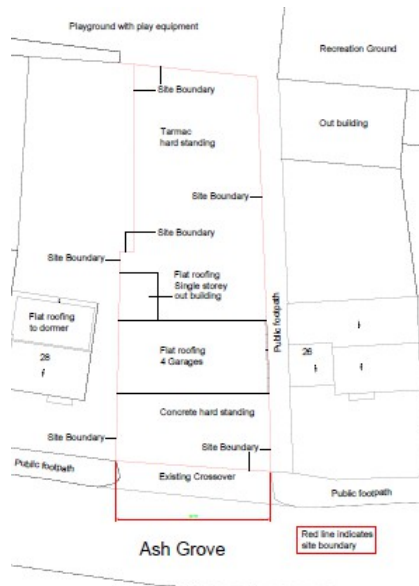 Playground with play equipment
Recreation Ground
Site Boundary
Tarmac
hard standing
Out building
Site Boundary
Site Boundary
Site Boundary
Flat roofing
Single storey
out building
Public footpath
Flat roofing
to dormer
28
Flat roofing
4 Garages
26
Concrete hard standing
Site Boundary
Site Boundary
Public footpath
Existing Crossover
Public footpath
Ash Grove
Red line indicates
site boundary